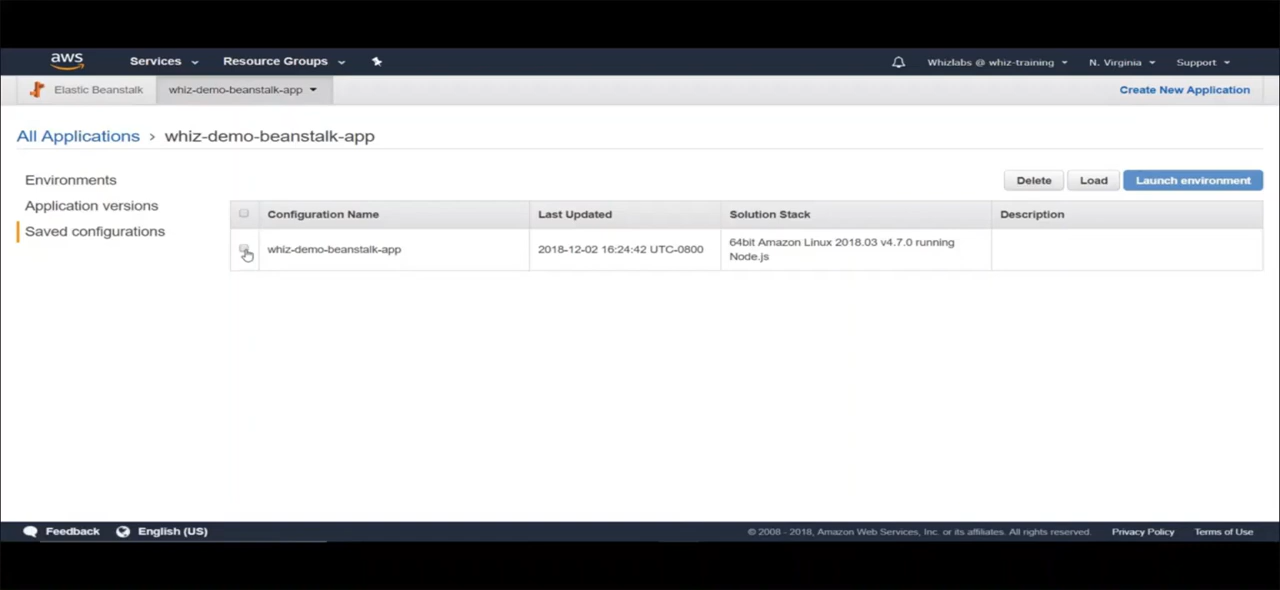 aws Services Resource Groups Whizlabs @ whiz-training N. Virginia Support
Elastic Beanstalk whiz-demo-beanstalk-app Create New Application
All Applications › whiz-demo-beanstalk-app
Environments
Application versions
Saved configurations
Delete Load Launch environment
Configuration Name Last Updated Solution Stack Description
whiz-demo-beanstalk-app 2018-12-02 16:24:42 UTC-0800 64bit Amazon Linux 2018.03 v4.7.0 running
Node.js
Feedback English (US) © 2008 - 2018, Amazon Web Services, Inc. or its affiliates. All rights reserved. Privacy Policy Terms of Use